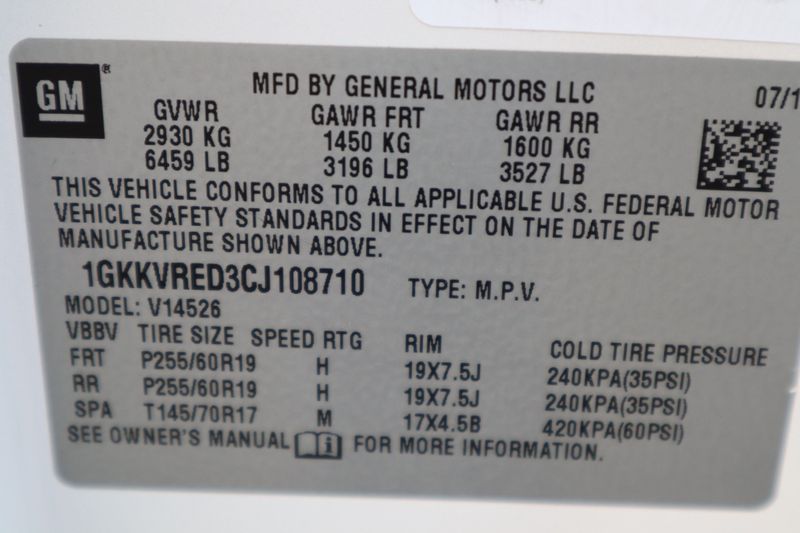 GM
®
MFD BY GENERAL MOTORS LLC
07/1
GVWR GAWR FRT GAWR RR
2930 KG 1450 KG 1600 KG
6459 LB 3196 LB 3527 LB
THIS VEHICLE CONFORMS TO ALL APPLICABLE U.S. FEDERAL MOTOR
VEHICLE SAFETY STANDARDS IN EFFECT ON THE DATE OF
MANUFACTURE SHOWN ABOVE.
1GKKVRED3CJ108710 TYPE: M.P.V.
MODEL: V14526
VBBV TIRE SIZE SPEED RTG RIM COLD TIRE PRESSURE
FRT P255/60R19 H 19X7.5J 240KPA(35PSI)
RR P255/60R19 H 19X7.5J 240KPA(35PSI)
SPA T145/70R17 M 17X4.5B 420KPA(60PSI)
SEE OWNER'S MANUAL i FOR MORE INFORMATION.